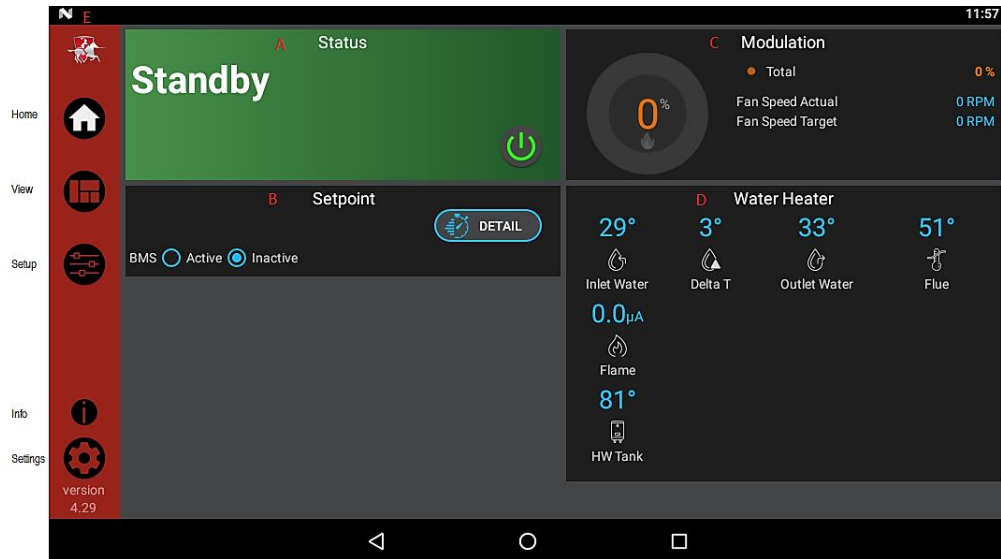 E
11:57
Home
View
Setup
Info
Settings
version
4.29
A Status
Standby
B Setpoint
DETAIL
BMS Active Inactive
C Modulation
0%
Total 0 %
Fan Speed Actual 0 RPM
Fan Speed Target 0 RPM
D Water Heater
29° 3° 33° 51°
Inlet Water Delta T Outlet Water Flue
0.0µA
Flame
81°
HW Tank